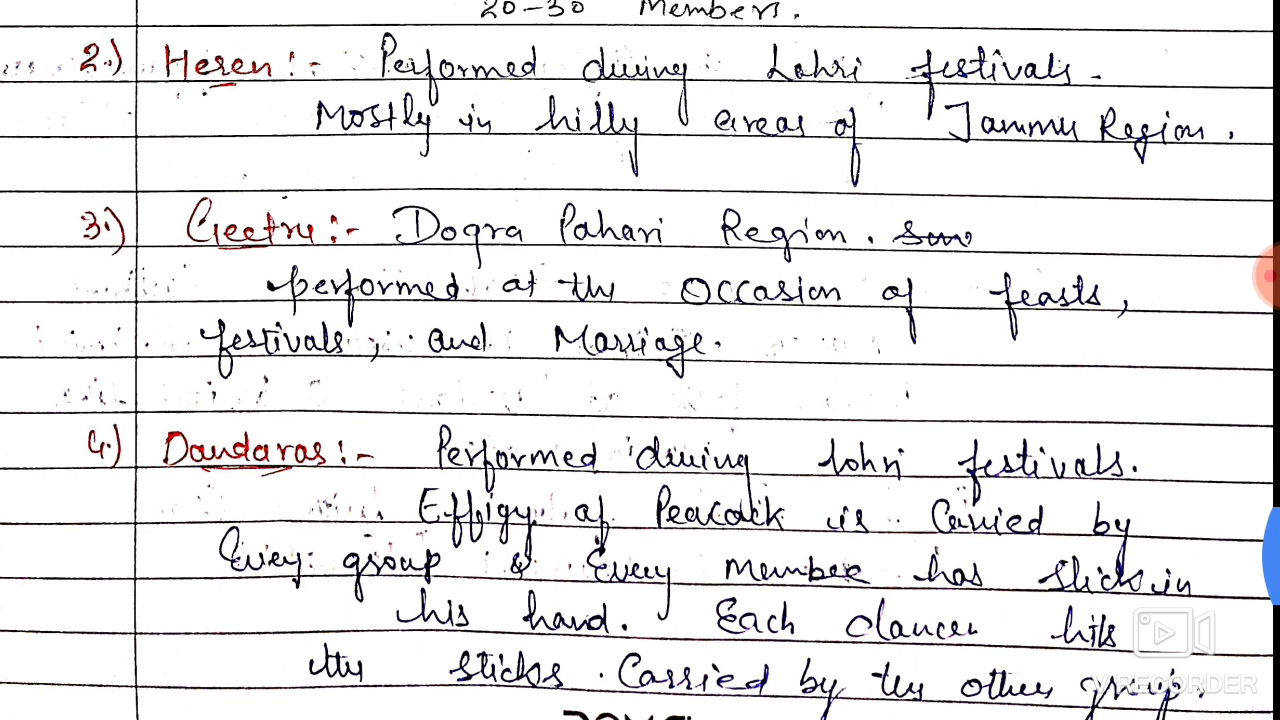 20-30 Members.
2.) Heren:- Performed during Lohri festivals.
Mostly in hilly areas of Jammu Region.
3.) Geetru:- Dogra Pahari Region.
performed at the Occasion of feasts,
festivals, and Marriage.
4.) Dandaras:- Performed during Lohri festivals.
Effigy of Peacock is Carried by
Every group & Every member has stick in
his hand. Each dancer hits
the sticks. Carried by the other group.
RECORDER